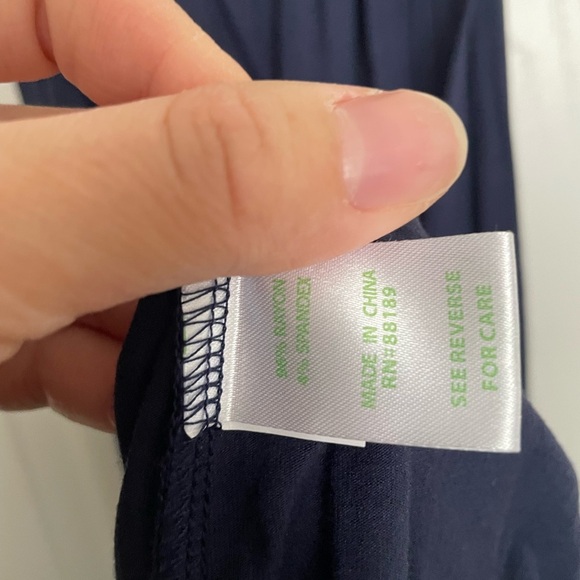 96% RAYON
4% SPANDEX
MADE IN CHINA
RN#88189
SEE REVERSE
FOR CARE